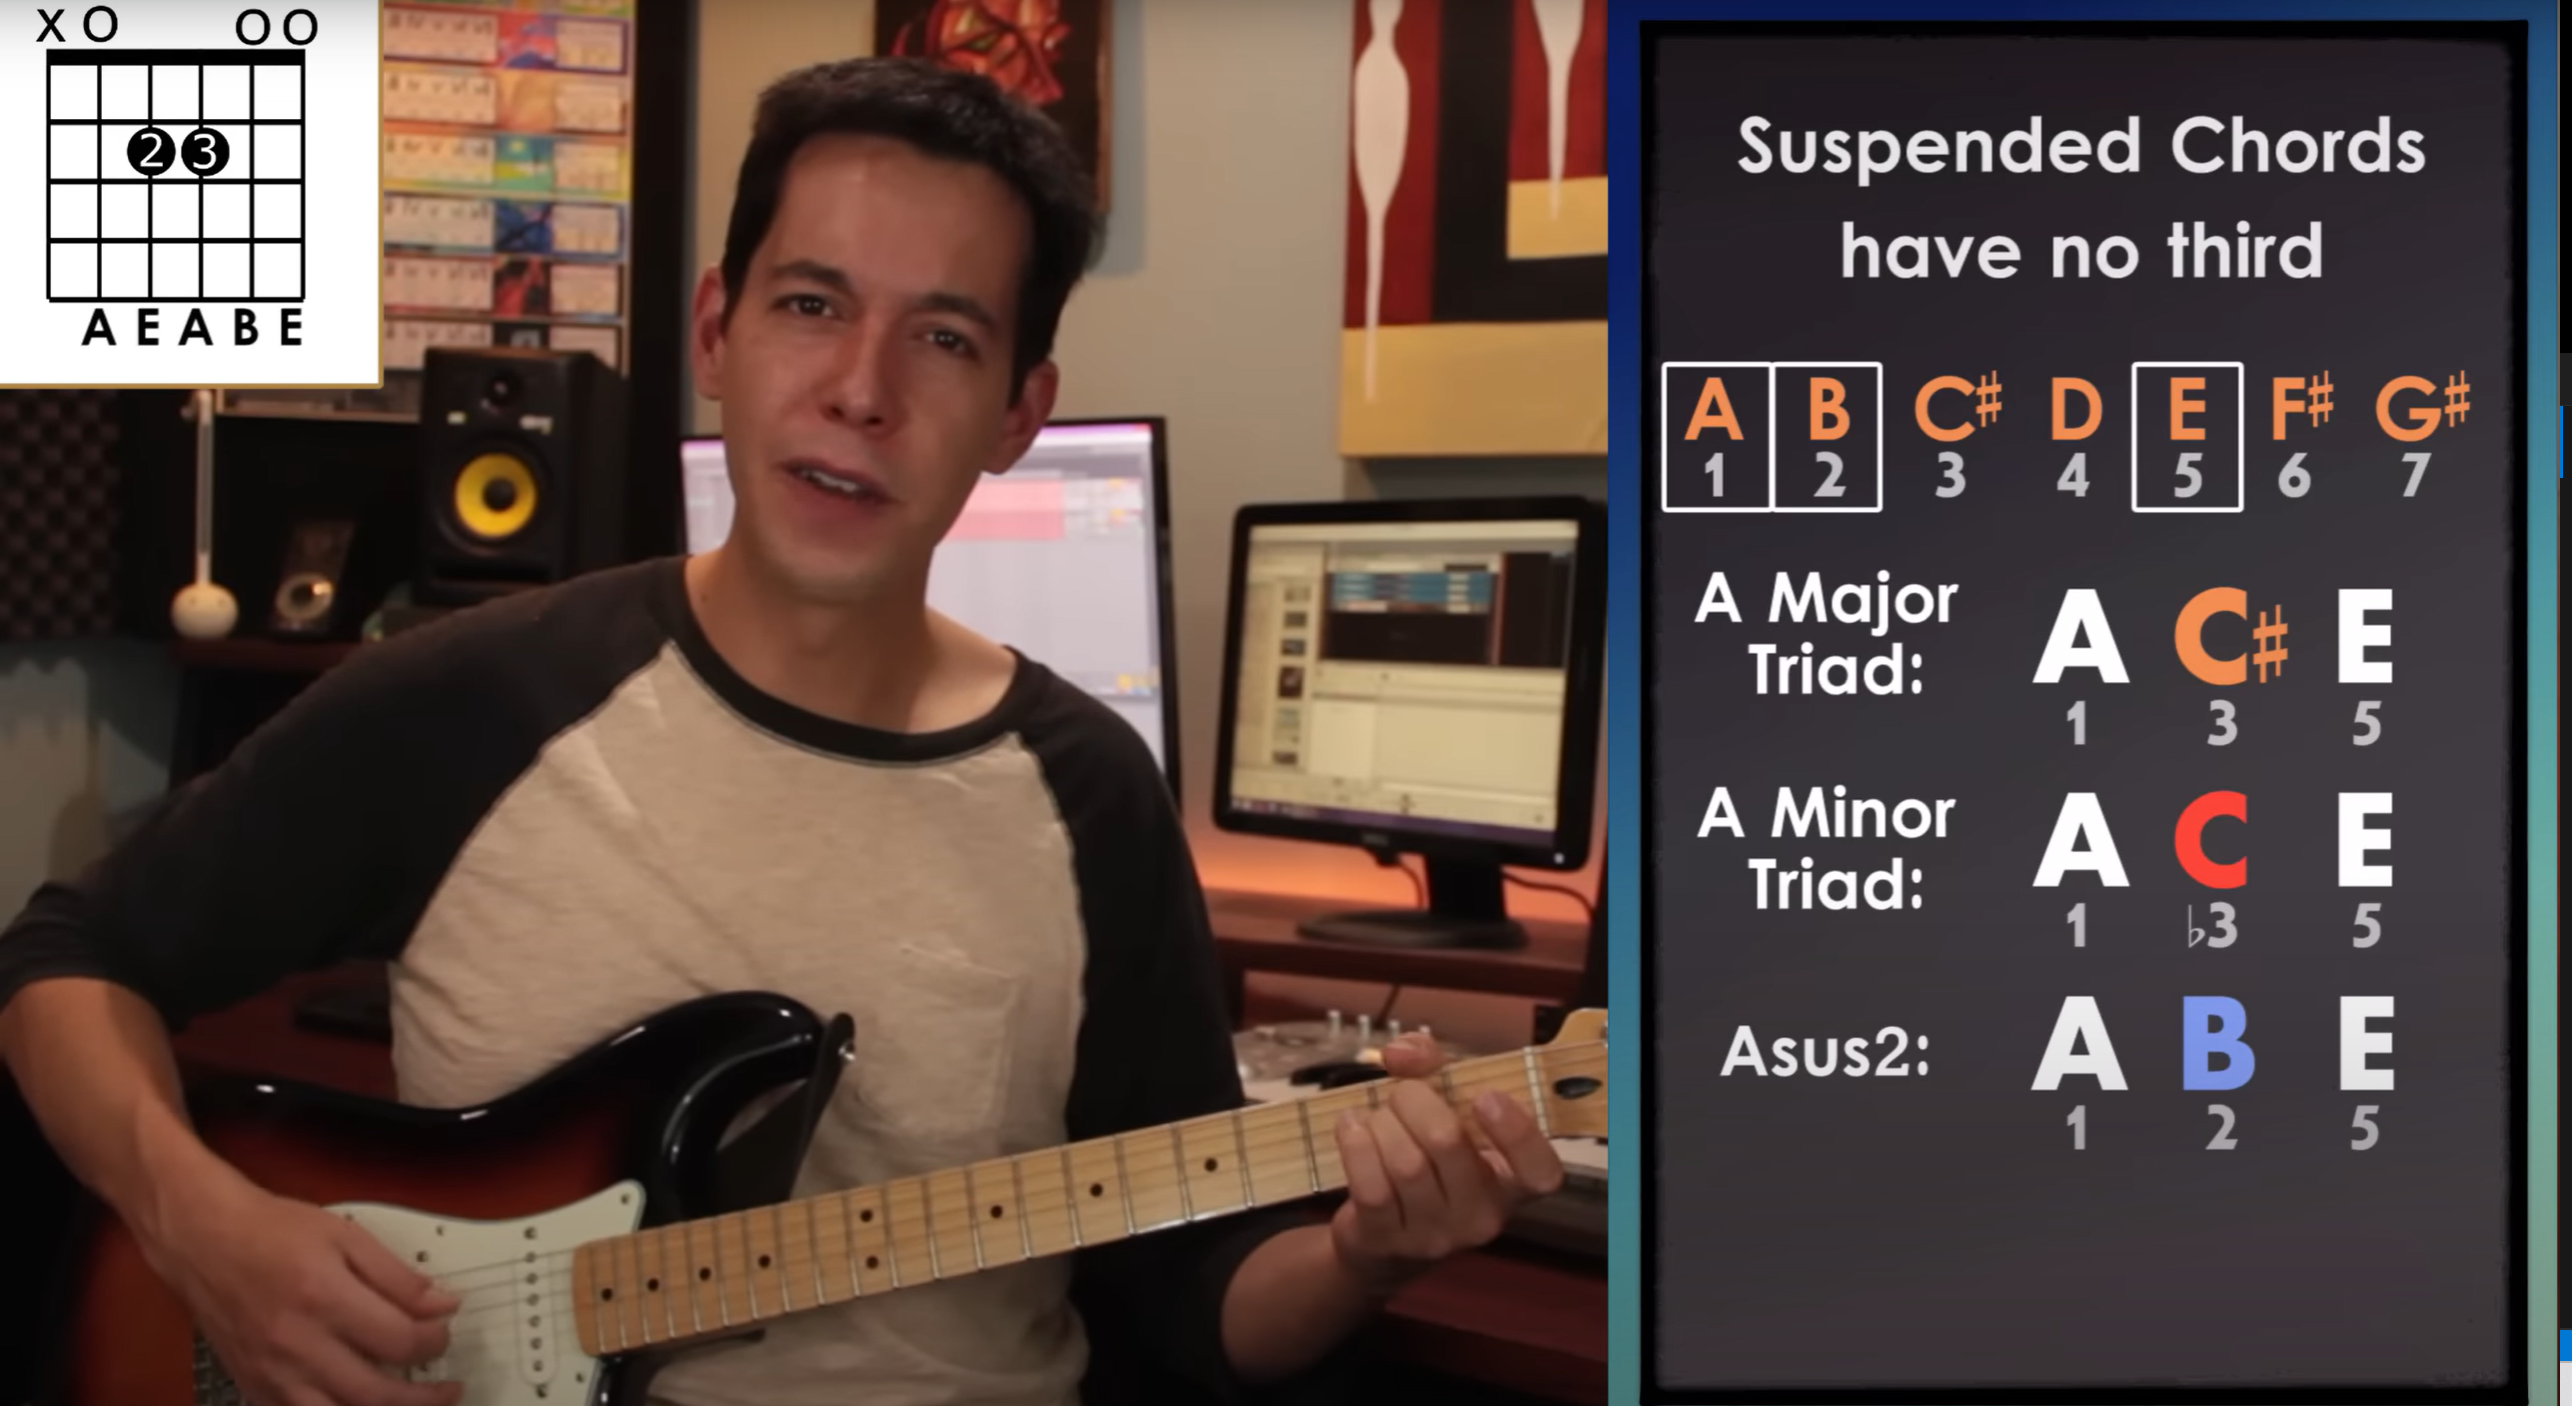 X O O O
2 3
A E A B E
Suspended Chords
have no third
A B C♯ D E F♯ G♯
1 2 3 4 5 6 7
A Major
Triad:
A C♯ E
1 3 5
A Minor
Triad:
A C E
1 ♭3 5
Asus2:
A B E
1 2 5